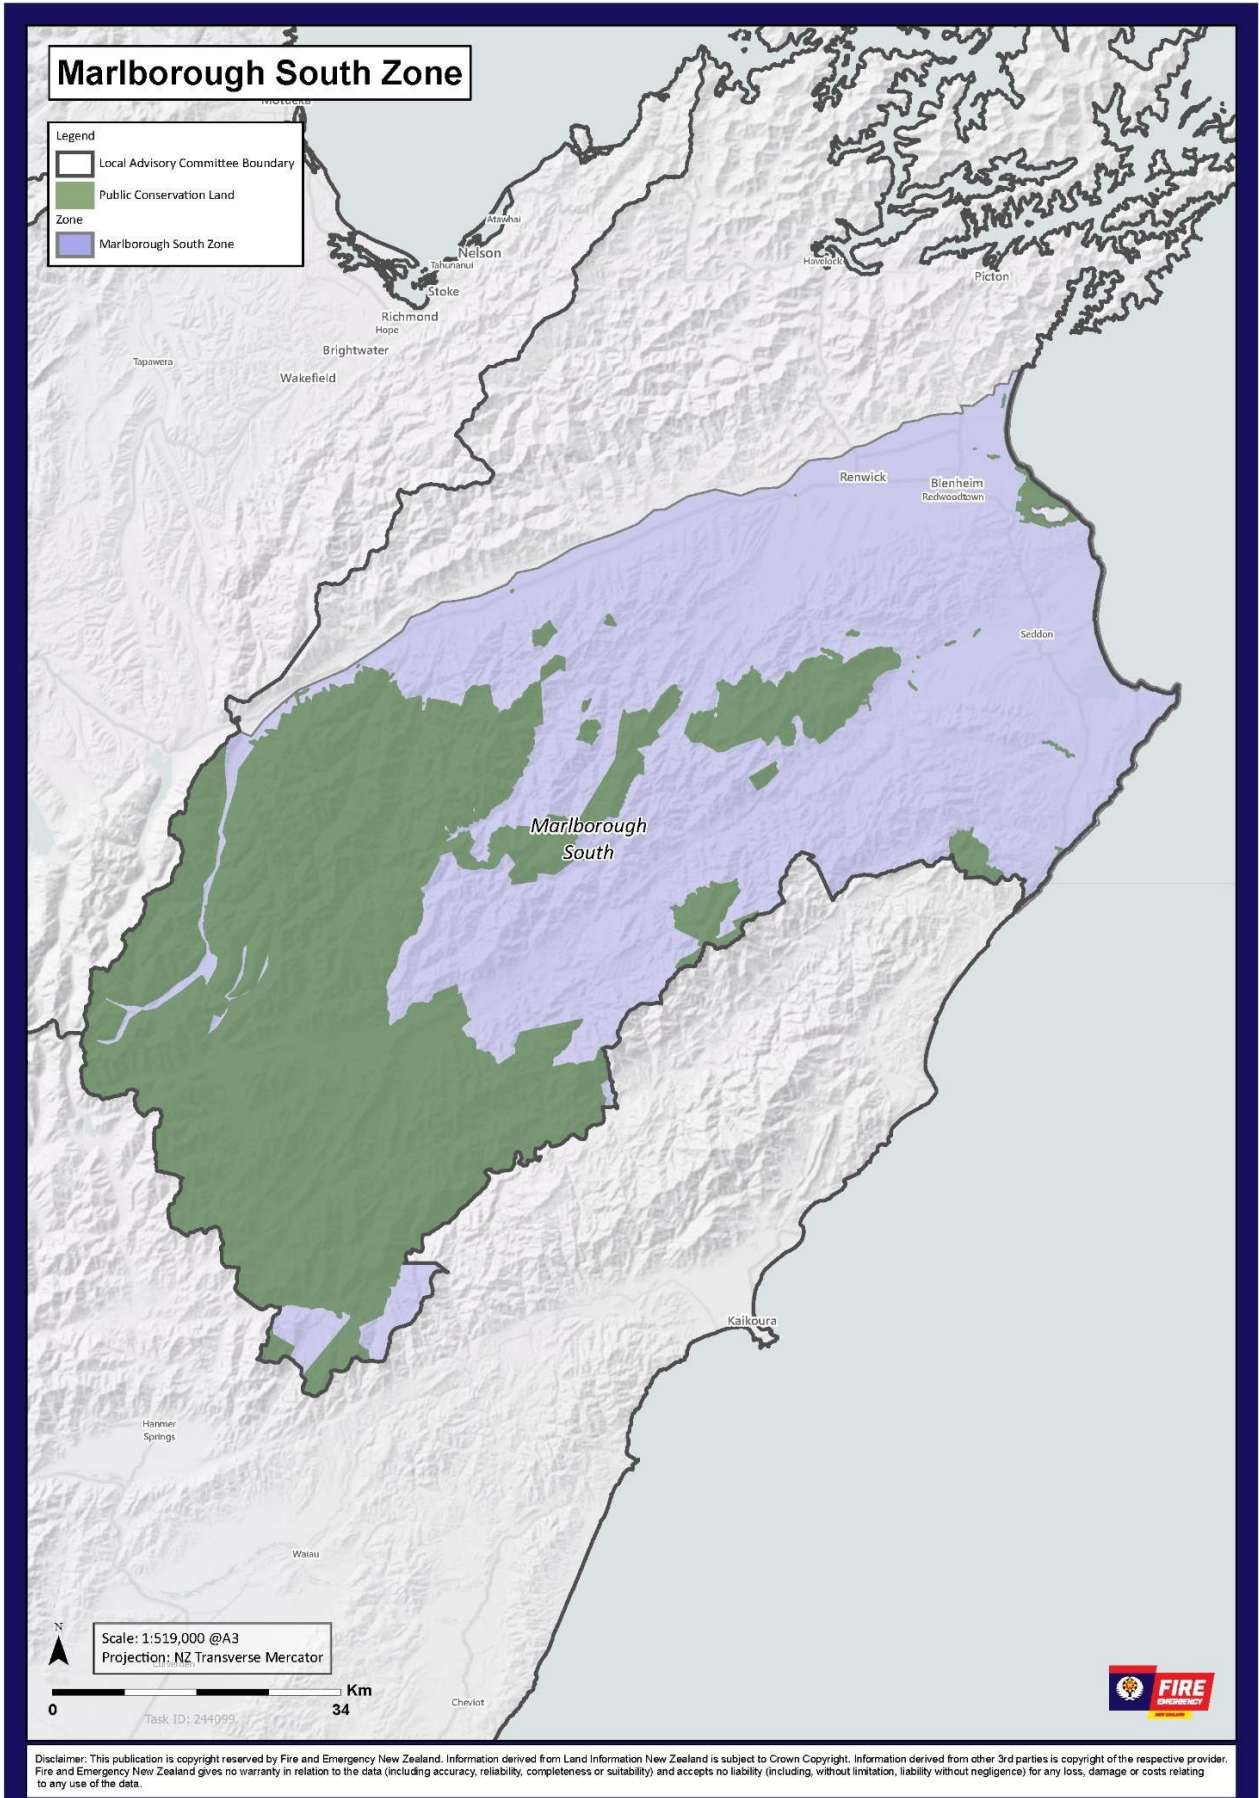 Marlborough South Zone
Motueka
Legend
Local Advisory Committee Boundary
Public Conservation Land
Zone
Marlborough South Zone
Atawhai
Nelson
Tahunanui
Stoke
Richmond
Hope
Brightwater
Tapawera
Wakefield
Havelock
Picton
Renwick
Blenheim
Redwoodtown
Seddon
Marlborough
South
Kaikoura
Hanmer
Springs
Waiau
N
Scale: 1:519,000 @A3
Projection: NZ Transverse Mercator
Culverden
Km
0
34
Task ID: 244099
Cheviot
FIRE
EMERGENCY
NEW ZEALAND
Disclaimer: This publication is copyright reserved by Fire and Emergency New Zealand. Information derived from Land Information New Zealand is subject to Crown Copyright. Information derived from other 3rd parties is copyright of the respective provider.
Fire and Emergency New Zealand gives no warranty in relation to the data (including accuracy, reliability, completeness or suitability) and accepts no liability (including, without limitation, liability without negligence) for any loss, damage or costs relating
to any use of the data.